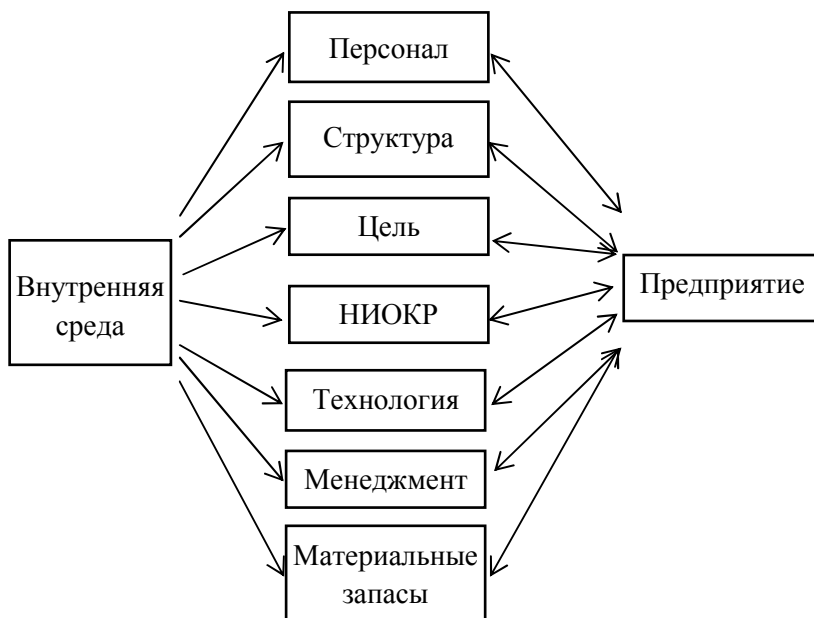 Персонал
Структура
Цель
Внутренняя
среда
Предприятие
НИОКР
Технология
Менеджмент
Материальные
запасы